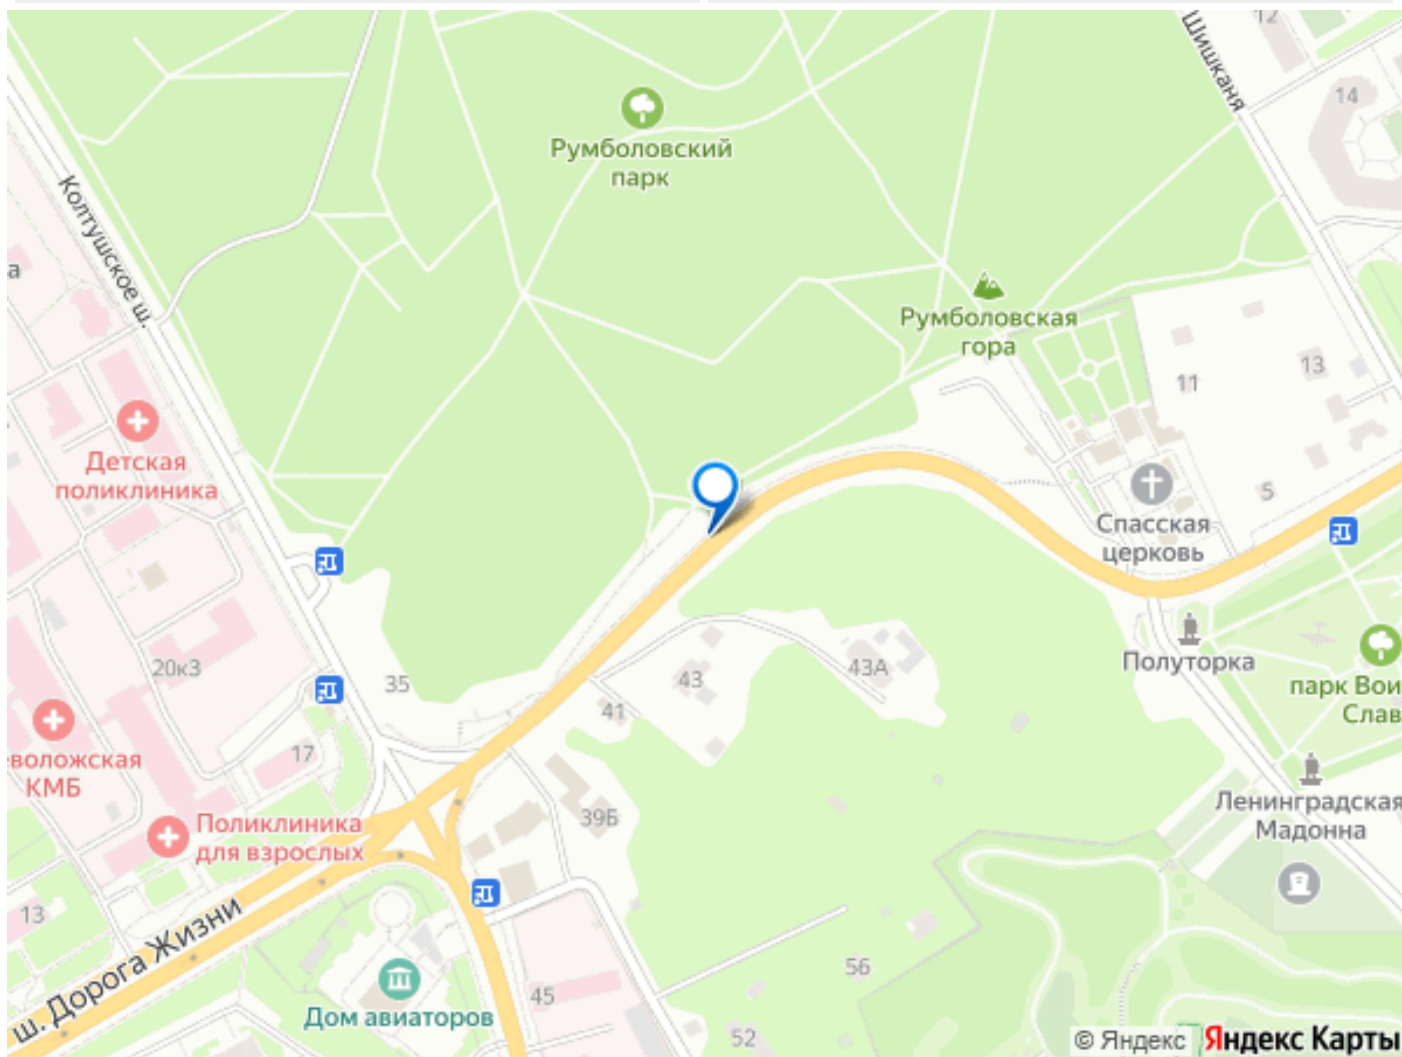 12
Шишканя
14
Румболовский
парк
Колтушское ш.
а
Румболовская
гора
13
11
Детская
поликлиника
5
Спасская
церковь
20к3
35
43
43А
Полуторка
парк Вои
Слав
41
17
еволожская
КМБ
39Б
Ленинградская
Мадонна
Поликлиника
для взрослых
13
ш. Дорога Жизни
56
45
Дом авиаторов
52
© Яндекс Яндекс Карты